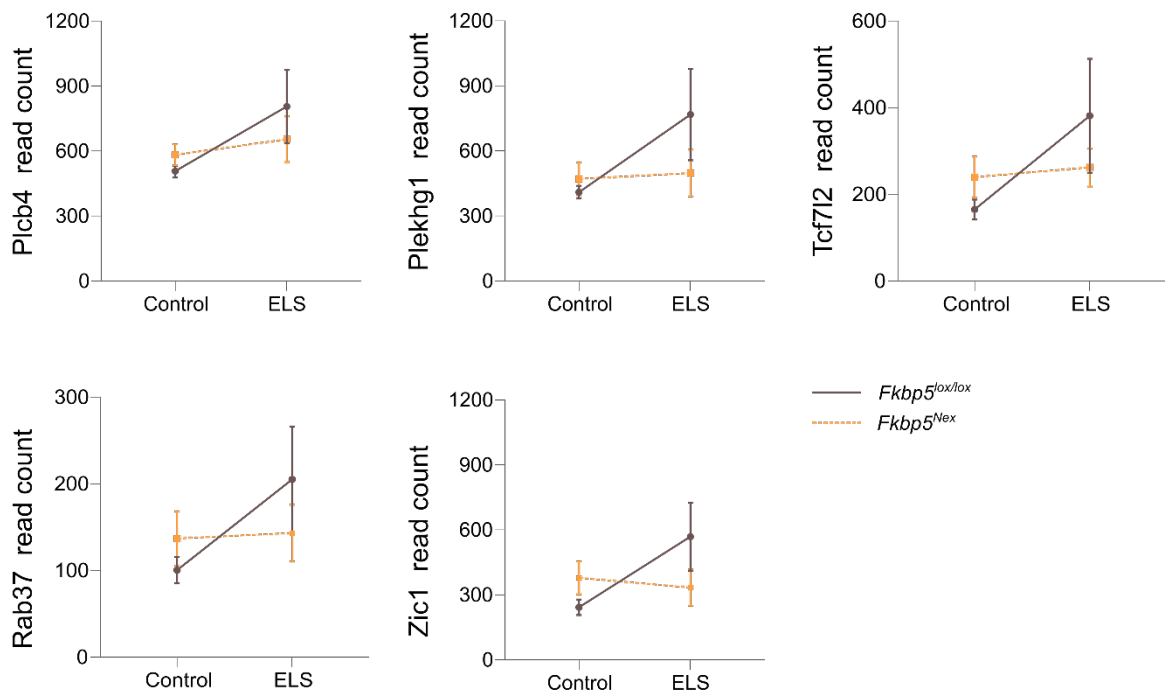 Plcb4 read count
1200
900
600
300
0
Control ELS
Plekhg1 read count
1200
900
600
300
0
Control ELS
Tcf7l2 read count
600
400
200
0
Control ELS
Rab37 read count
300
200
100
0
Control ELS
Zic1 read count
1200
900
600
300
0
Control ELS
Fkbp5lox/lox
Fkbp5Nex